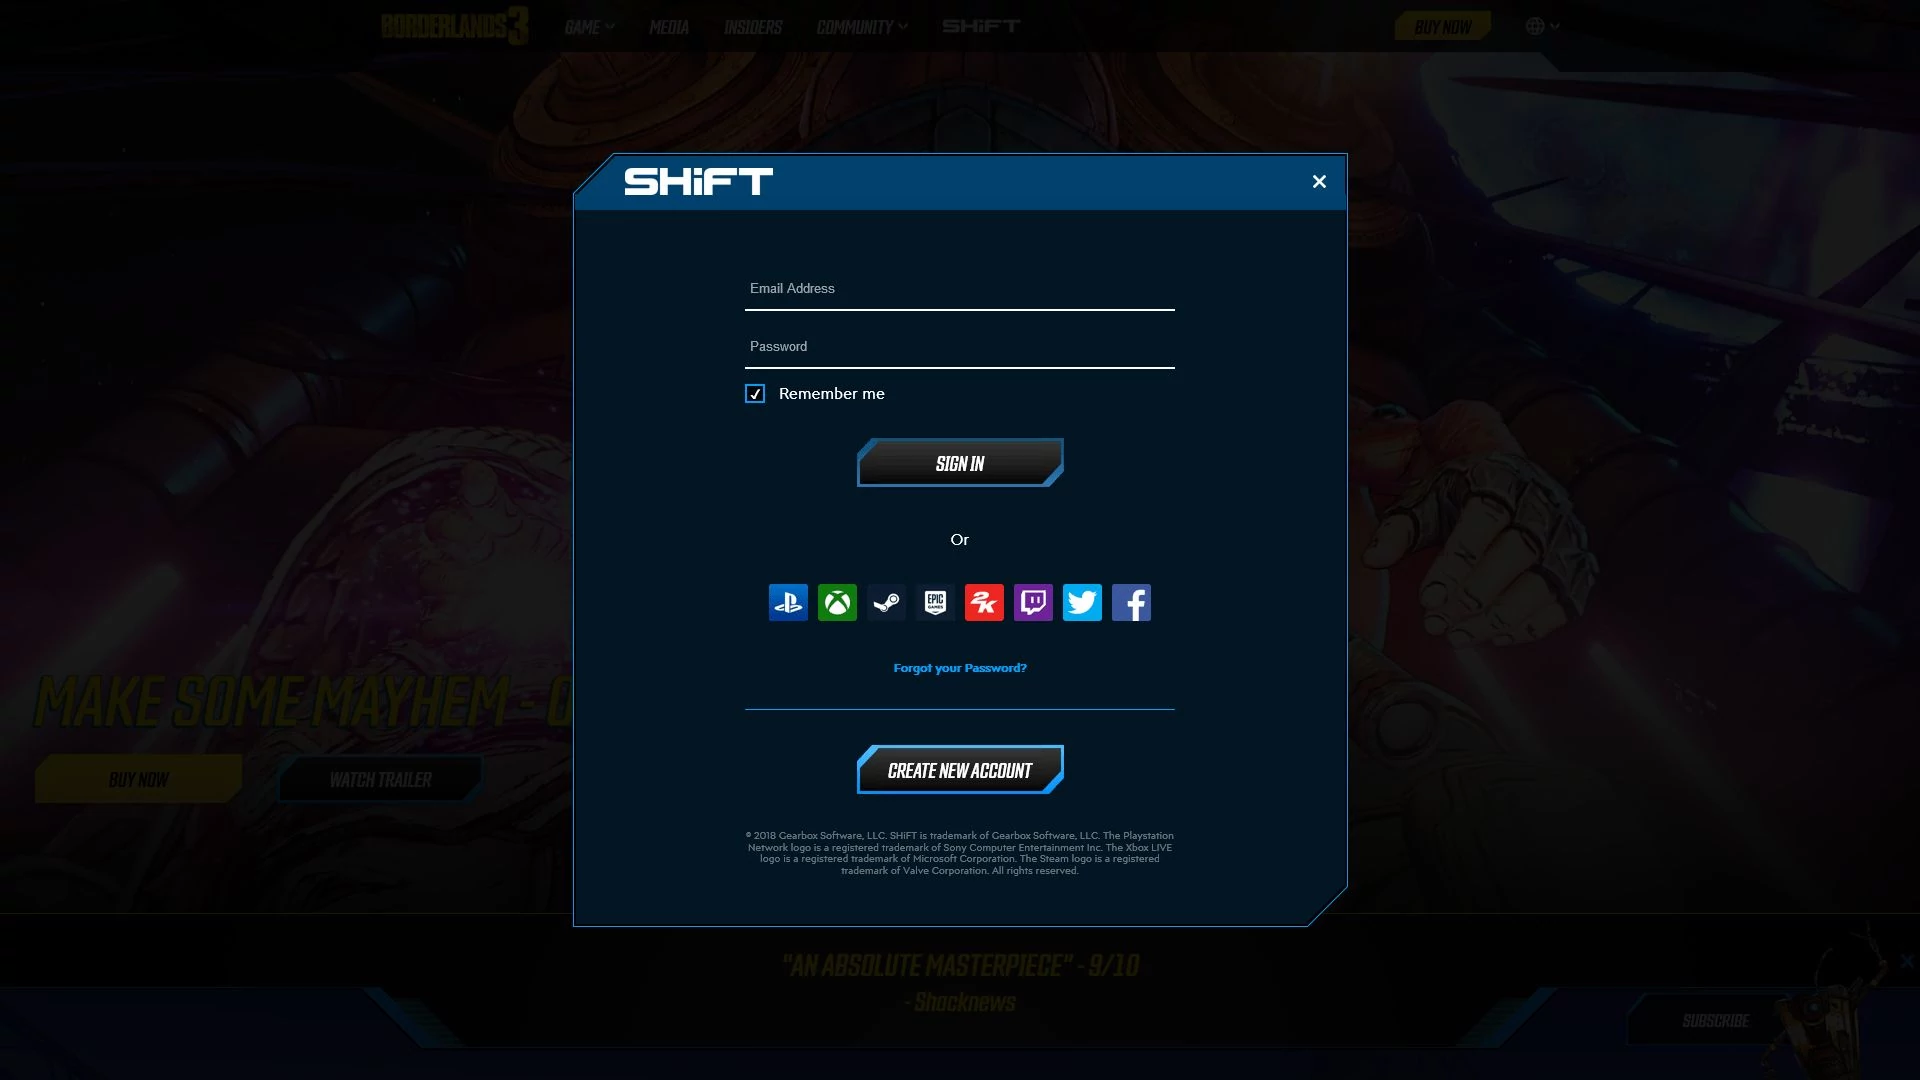 BORDERLANDS 3
GAME
MEDIA
INSIDERS
COMMUNITY
SHiFT
BUY NOW
SHiFT
Email Address
Password
Remember me
SIGN IN
Or
EPIC GAMES
2K
Forgot your Password?
MAKE SOME MAYHEM -
BUY NOW
WATCH TRAILER
CREATE NEW ACCOUNT
© 2018 Gearbox Software, LLC. SHiFT is trademark of Gearbox Software, LLC. The Playstation
Network logo is a registered trademark of Sony Computer Entertainment Inc. The Xbox LIVE
logo is a registered trademark of Microsoft Corporation. The Steam logo is a registered
trademark of Valve Corporation. All rights reserved.
"AN ABSOLUTE MASTERPIECE" - 9/10
- Shacknews
SUBSCRIBE